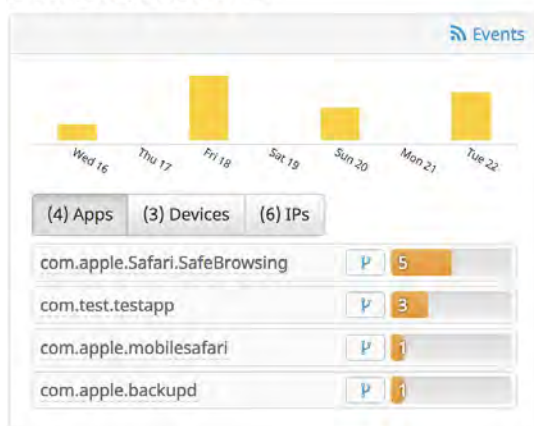 Events
Wed 16 Thu 17 Fri 18 Sat 19 Sun 20 Mon 21 Tue 22
(4) Apps (3) Devices (6) IPs
com.apple.Safari.SafeBrowsing 5
com.test.testapp 3
com.apple.mobilesafari 1
com.apple.backupd 1